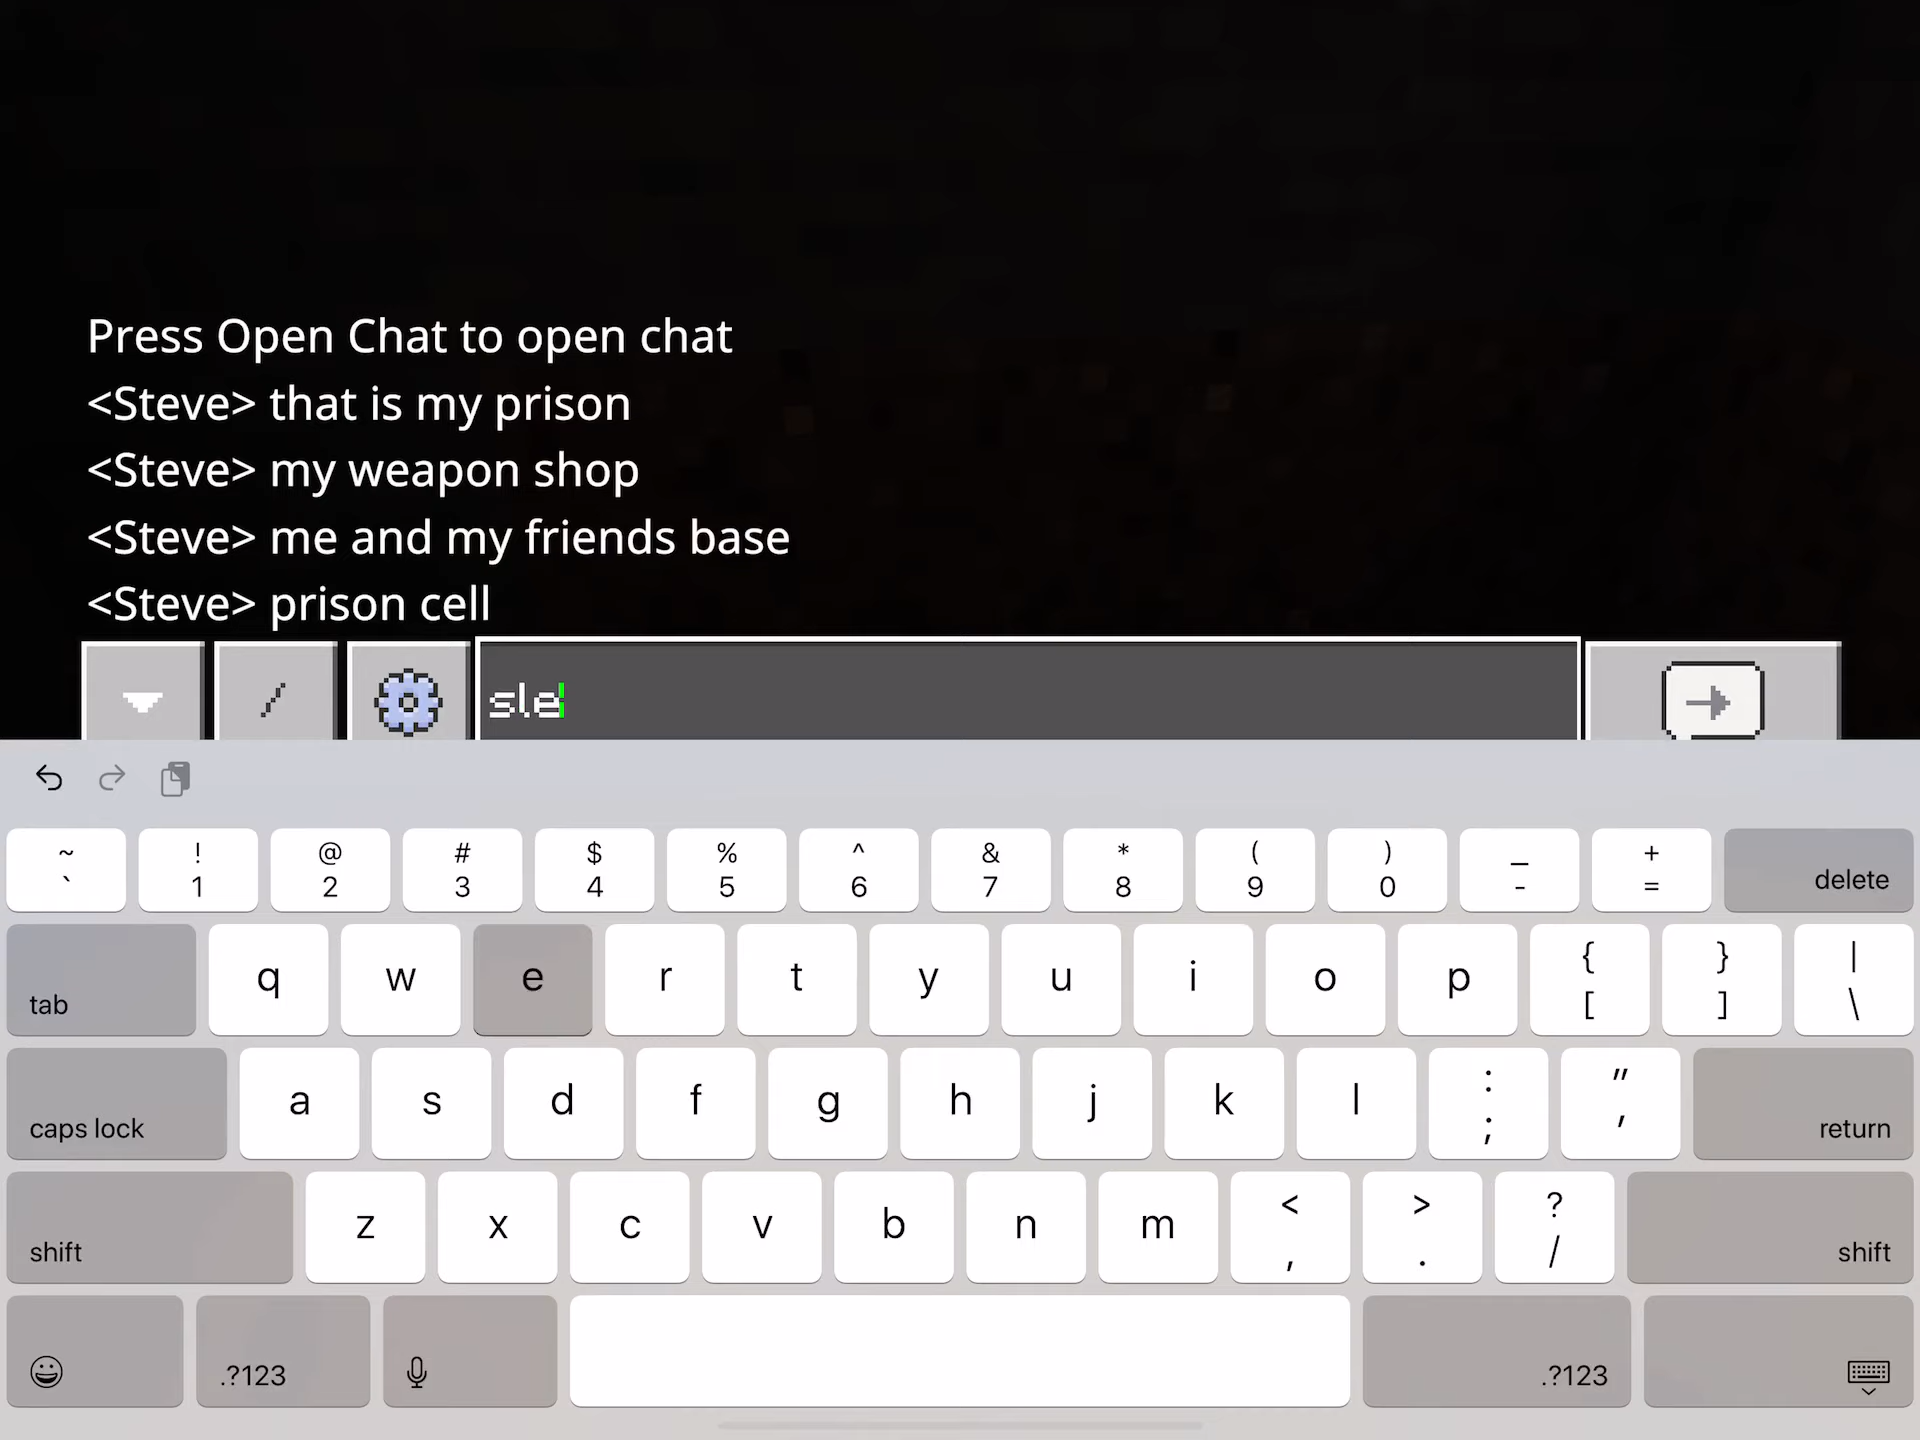 Press Open Chat to open chat
<Steve> that is my prison
<Steve> my weapon shop
<Steve> me and my friends base
<Steve> prison cell
/ sle
~ ! @ # $ % ^ & * ( ) _ +
` 1 2 3 4 5 6 7 8 9 0 - = delete
tab q w e r t y u i o p { [ } ] | \
caps lock a s d f g h j k l : ; " ' return
shift z x c v b n m < , > . ? / shift
.?123 .?123